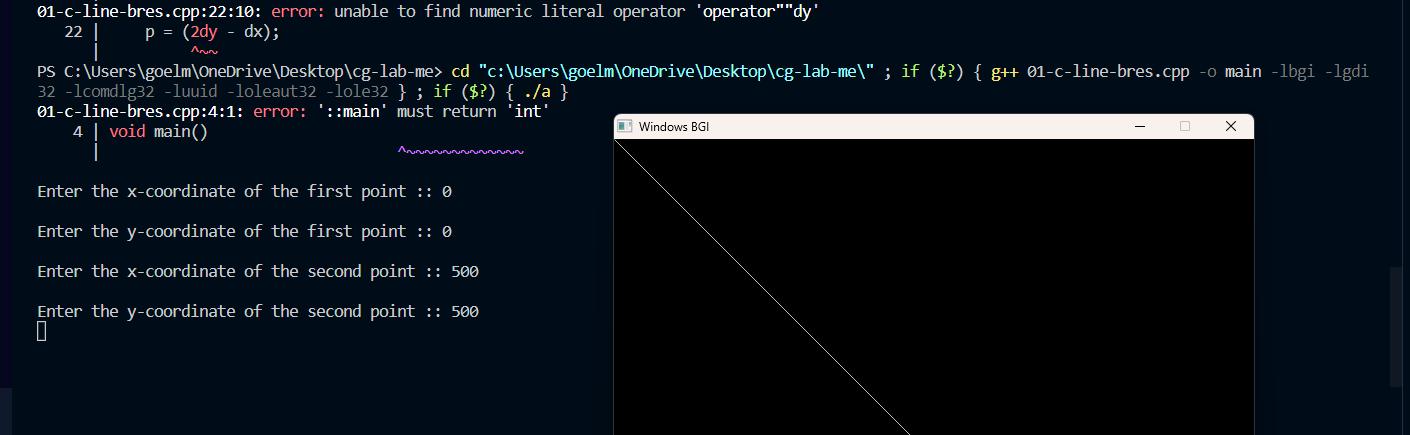 01-c-line-bres.cpp:22:10: error: unable to find numeric literal operator 'operator""dy'
22 | p = (2dy - dx);
| ^~~
PS C:\Users\goelm\OneDrive\Desktop\cg-lab-me> cd "c:\Users\goelm\OneDrive\Desktop\cg-lab-me\" ; if ($?) { g++ 01-c-line-bres.cpp -o main -lbgi -lgdi
32 -lcomdlg32 -luuid -loleaut32 -lole32 } ; if ($?) { ./a }
01-c-line-bres.cpp:4:1: error: '::main' must return 'int'
4 | void main()
| ^~~~~~~~~~~~~~
Enter the x-coordinate of the first point :: 0
Enter the y-coordinate of the first point :: 0
Enter the x-coordinate of the second point :: 500
Enter the y-coordinate of the second point :: 500
Windows BGI